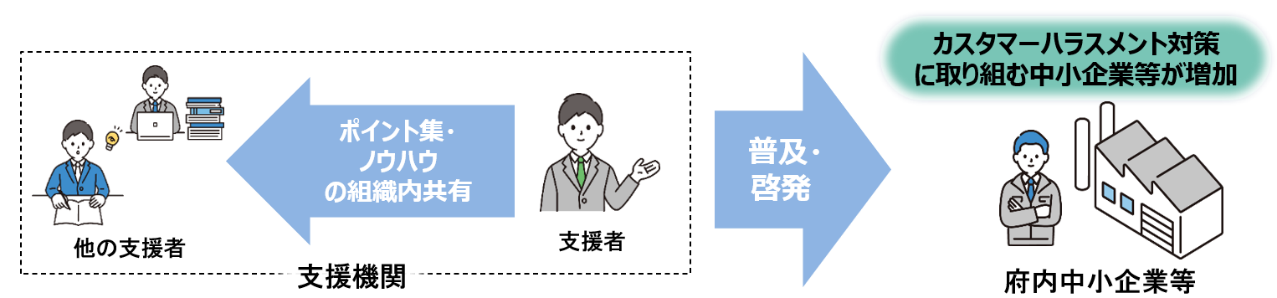 カスタマーハラスメント対策
に取り組む中小企業等が増加
ポイント集・
ノウハウ
の組織内共有
普及・
啓発
他の支援者
支援者
支援機関
府内中小企業等